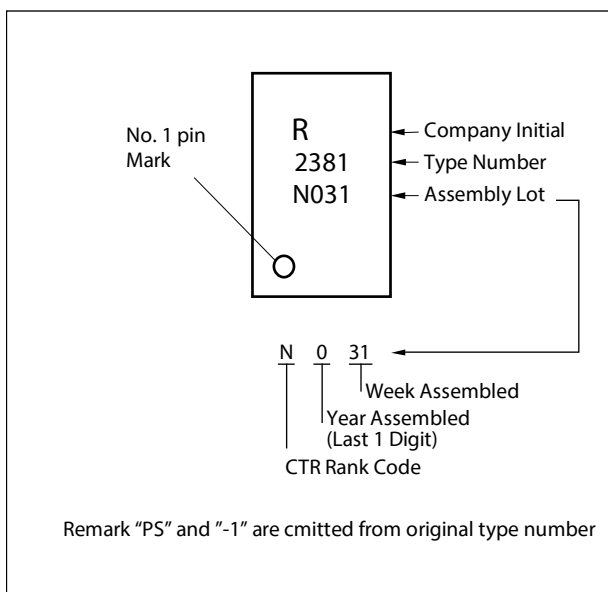 No. 1 pin
Mark
R
2381
N031
Company Initial
Type Number
Assembly Lot
N 0 31
Week Assembled
Year Assembled
(Last 1 Digit)
CTR Rank Code
Remark “PS” and ”-1” are cmitted from original type number